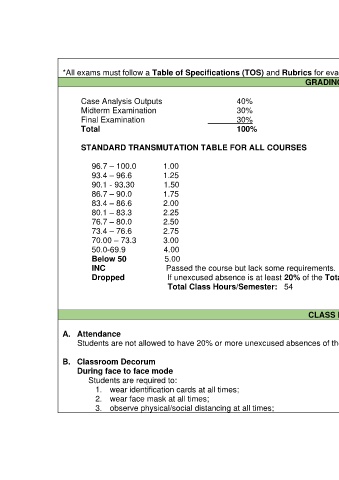 *All exams must follow a Table of Specifications (TOS) and Rubrics for eva
GRADING
Case Analysis Outputs 40%
Midterm Examination 30%
Final Examination 30%
Total 100%
STANDARD TRANSMUTATION TABLE FOR ALL COURSES
96.7 – 100.0 1.00
93.4 – 96.6 1.25
90.1 - 93.30 1.50
86.7 – 90.0 1.75
83.4 – 86.6 2.00
80.1 – 83.3 2.25
76.7 – 80.0 2.50
73.4 – 76.6 2.75
70.00 – 73.3 3.00
50.0-69.9 4.00
Below 50 5.00
INC Passed the course but lack some requirements.
Dropped If unexcused absence is at least 20% of the Tota
Total Class Hours/Semester: 54
CLASS
A. Attendance
Students are not allowed to have 20% or more unexcused absences of th
B. Classroom Decorum
During face to face mode
Students are required to:
1. wear identification cards at all times;
2. wear face mask at all times;
3. observe physical/social distancing at all times;